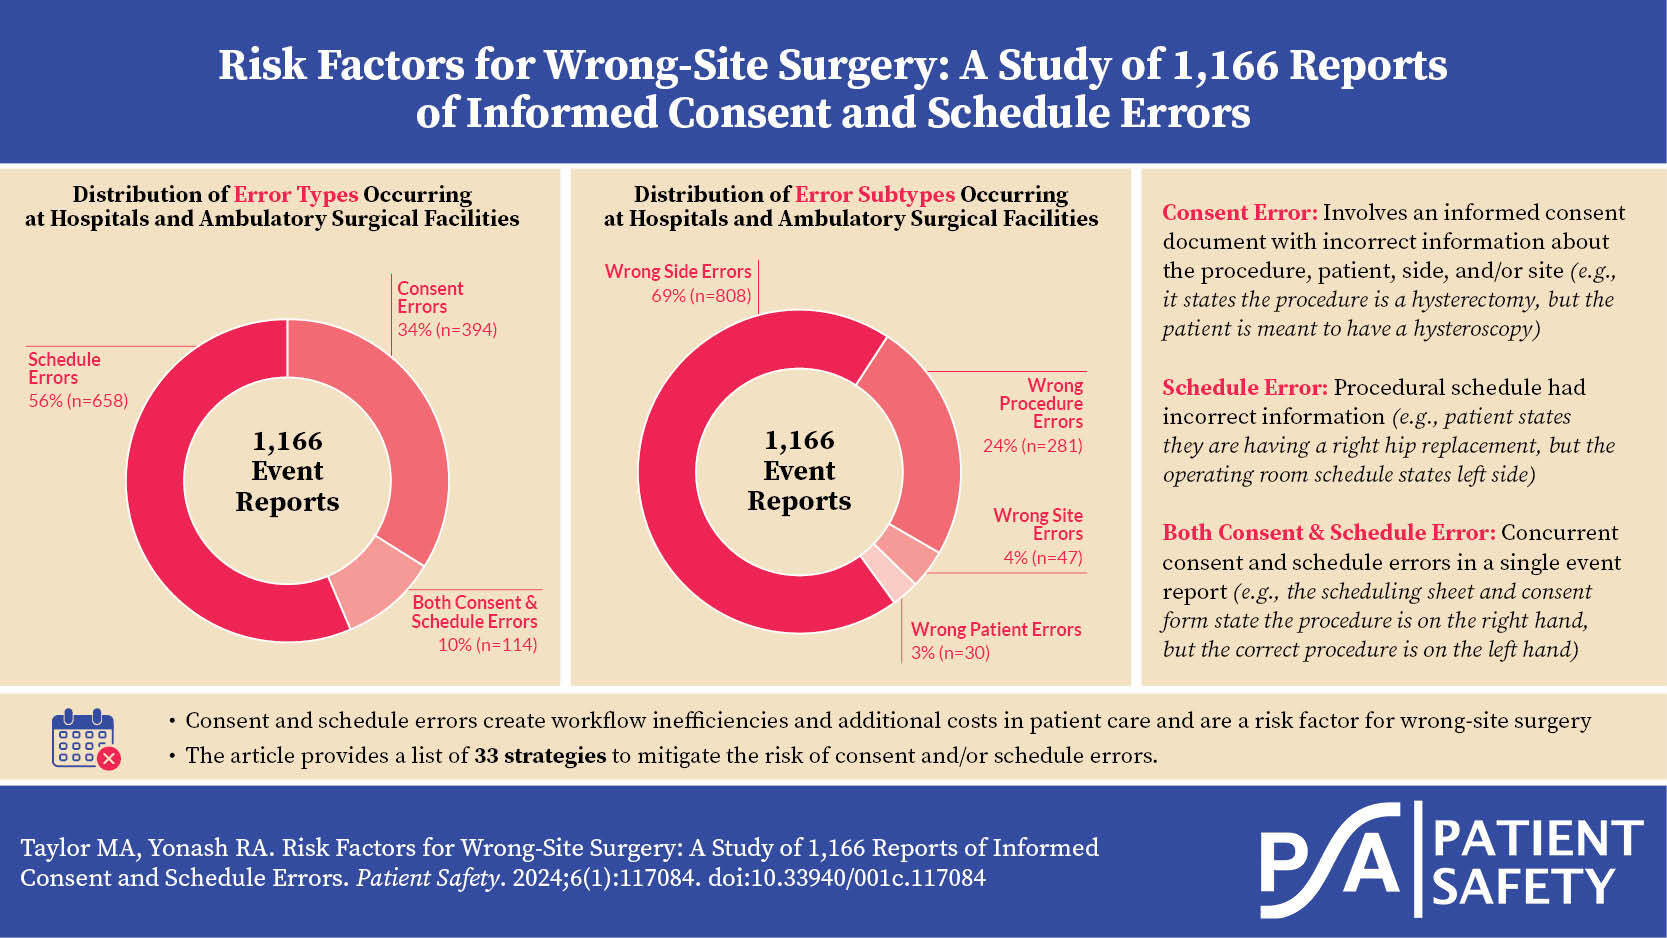 Risk Factors for Wrong-Site Surgery: A Study of 1,166 Reports
of Informed Consent and Schedule Errors
Distribution of Error Types Occurring
at Hospitals and Ambulatory Surgical Facilities
Consent
Errors
34% (n=394)
Schedule
Errors
56% (n=658)
1,166
Event
Reports
Both Consent &
Schedule Errors
10% (n=114)
Distribution of Error Subtypes Occurring
at Hospitals and Ambulatory Surgical Facilities
Wrong Side Errors
69% (n=808)
Wrong
Procedure
Errors
24% (n=281)
1,166
Event
Reports
Wrong Site
Errors
4% (n=47)
Wrong Patient Errors
3% (n=30)
Consent Error: Involves an informed consent
document with incorrect information about
the procedure, patient, side, and/or site (e.g.,
it states the procedure is a hysterectomy, but the
patient is meant to have a hysteroscopy)
Schedule Error: Procedural schedule had
incorrect information (e.g., patient states
they are having a right hip replacement, but the
operating room schedule states left side)
Both Consent & Schedule Error: Concurrent
consent and schedule errors in a single event
report (e.g., the scheduling sheet and consent
form state the procedure is on the right hand,
but the correct procedure is on the left hand)
• Consent and schedule errors create workflow inefficiencies and additional costs in patient care and are a risk factor for wrong-site surgery
• The article provides a list of 33 strategies to mitigate the risk of consent and/or schedule errors.
Taylor MA, Yonash RA. Risk Factors for Wrong-Site Surgery: A Study of 1,166 Reports of Informed
Consent and Schedule Errors. Patient Safety. 2024;6(1):117084. doi:10.33940/001c.117084
PSA
PATIENT
SAFETY